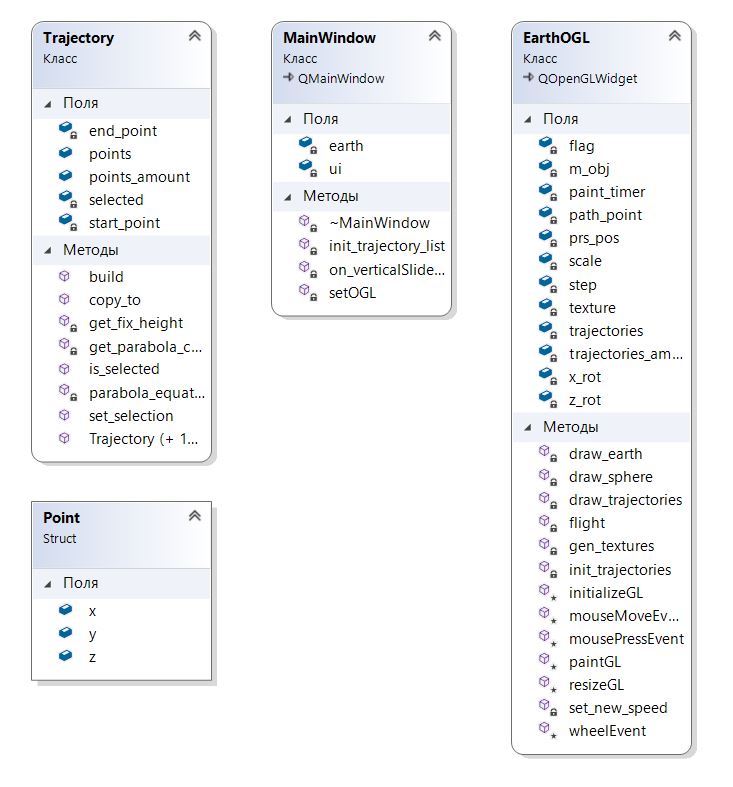 Trajectory
Класс
Поля
end_point
points
points_amount
selected
start_point
Методы
build
copy_to
get_fix_height
get_parabola_c...
is_selected
parabola_equat...
set_selection
Trajectory (+ 1...
Point
Struct
Поля
x
y
z
MainWindow
Класс
QMainWindow
Поля
earth
ui
Методы
~MainWindow
init_trajectory_list
on_verticalSlide...
setOGL
EarthOGL
Класс
QOpenGLWidget
Поля
flag
m_obj
paint_timer
path_point
prs_pos
scale
step
texture
trajectories
trajectories_am...
x_rot
z_rot
Методы
draw_earth
draw_sphere
draw_trajectories
flight
gen_textures
init_trajectories
initializeGL
mouseMoveEv...
mousePressEvent
paintGL
resizeGL
set_new_speed
wheelEvent